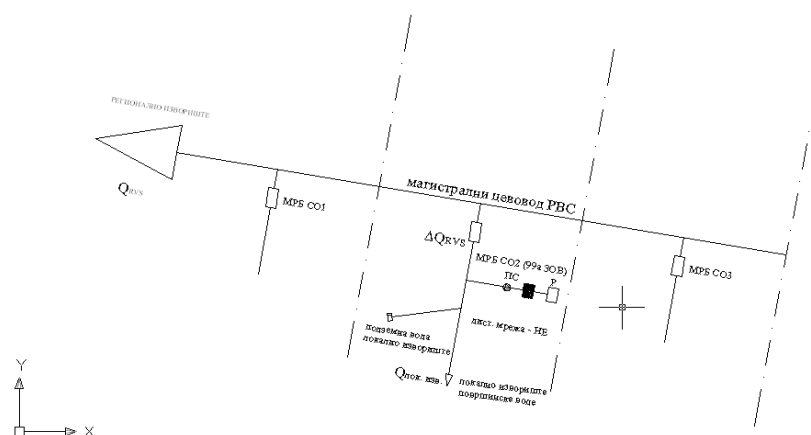 РЕГИОНАЛНО ИЗВОРИШТЕ
QRVS
магистрални цевовод РВС
МРБ СО1
ΔQRVS
МРБ СО2 (99а ЗОВ)
ПС
Р
МРБ СО3
дист. мрежа - НЕ
подземна вода
локално извориште
Qлок. изв.
локално извориште
површинске воде
Y
X